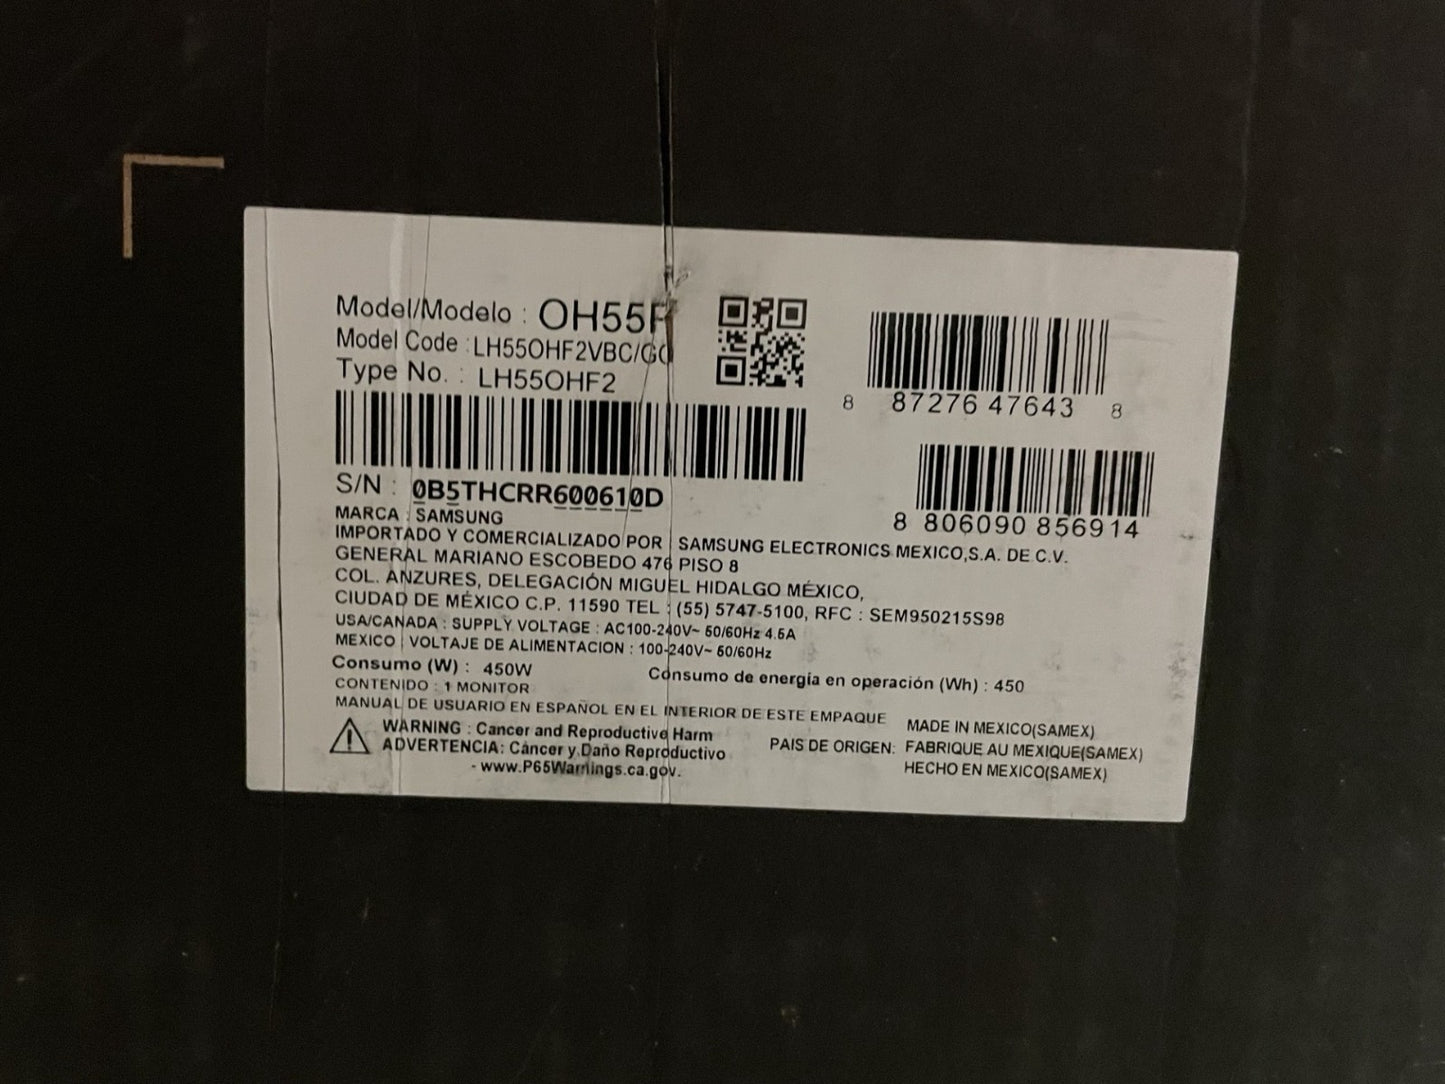 Model/Modelo : OH55F
Model Code : LH55OHF2VBC/GO
Type No. : LH55OHF2
8 87276 47643 8
S/N : 0B5THCRR600610D
8 806090 856914
MARCA : SAMSUNG
IMPORTADO Y COMERCIALIZADO POR : SAMSUNG ELECTRONICS MEXICO,S.A. DE C.V.
GENERAL MARIANO ESCOBEDO 476 PISO 8
COL. ANZURES, DELEGACIÓN MIGUEL HIDALGO MÉXICO,
CIUDAD DE MÉXICO C.P. 11590 TEL : (55) 5747-5100, RFC : SEM950215S98
USA/CANADA : SUPPLY VOLTAGE : AC100-240V~ 50/60Hz 4.5A
MEXICO : VOLTAJE DE ALIMENTACION : 100-240V~ 50/60Hz
Consumo (W) : 450W Consumo de energía en operación (Wh) : 450
CONTENIDO : 1 MONITOR
MANUAL DE USUARIO EN ESPAÑOL EN EL INTERIOR DE ESTE EMPAQUE
WARNING : Cancer and Reproductive Harm
ADVERTENCIA: Cáncer y Daño Reproductivo
- www.P65Warnings.ca.gov.
MADE IN MEXICO(SAMEX)
PAIS DE ORIGEN: FABRIQUE AU MEXIQUE(SAMEX)
HECHO EN MEXICO(SAMEX)